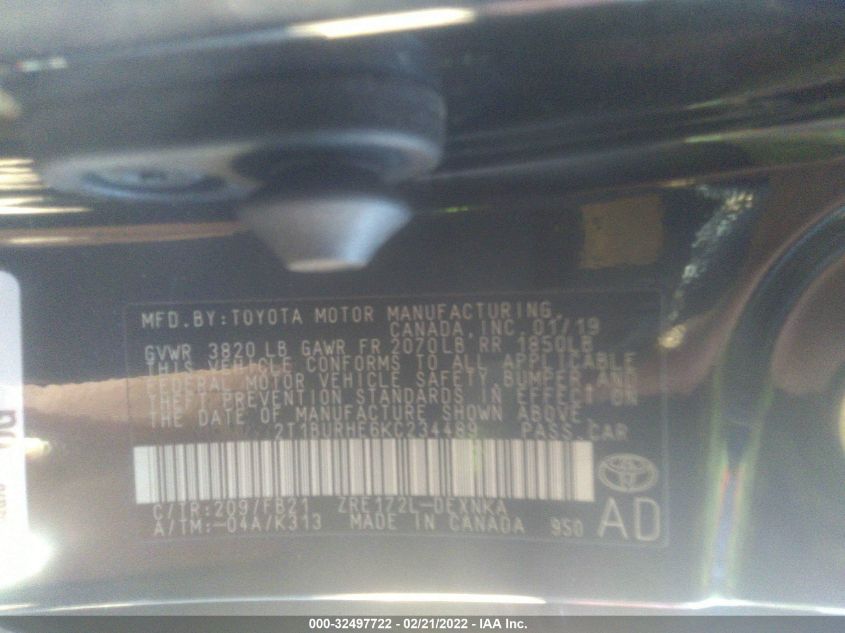 MFD.BY:TOYOTA MOTOR MANUFACTURING,
CANADA,INC.01/19
GVWR 3820 LB GAWR FR 2070LB RR 1850LB
THIS VEHICLE CONFORMS TO ALL APPLICABLE
FEDERAL MOTOR VEHICLE SAFETY,BUMPER,AND
THEFT PREVENTION STANDARDS IN EFFECT ON
THE DATE OF MANUFACTURE SHOWN ABOVE.
2T1BURHE6KC234489 PASS.CAR
C/TR:209/FB21 ZRE172L-DEXNKA
A/TM:-04A/K313 MADE IN CANADA 950 AD
000-32497722 - 02/21/2022 - IAA Inc.